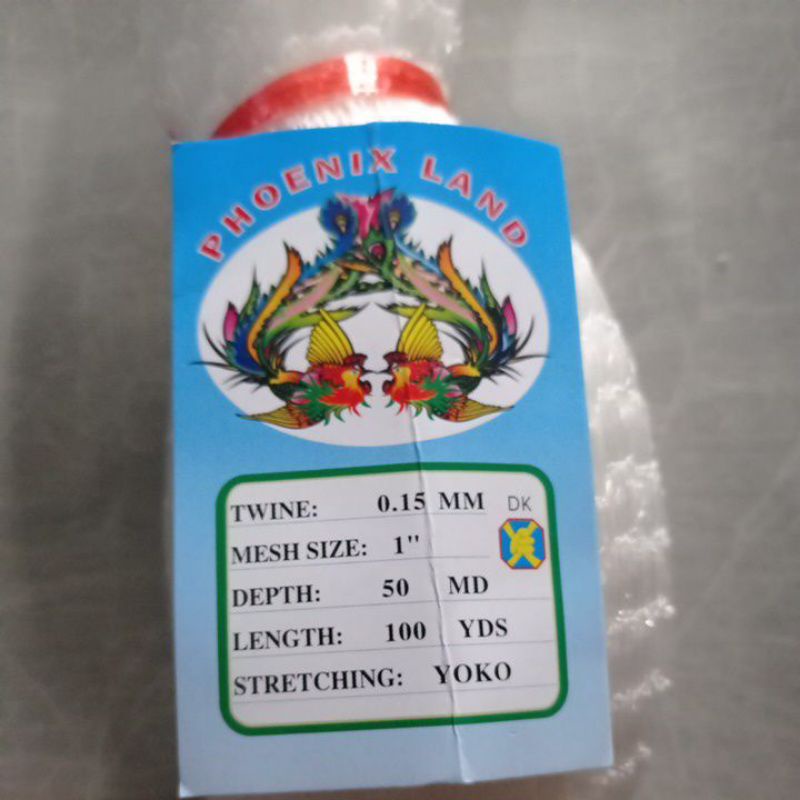 PHOENIX LAND
TWINE: 0.15 MM DK
MESH SIZE: 1"
DEPTH: 50 MD
LENGTH: 100 YDS
STRETCHING: YOKO